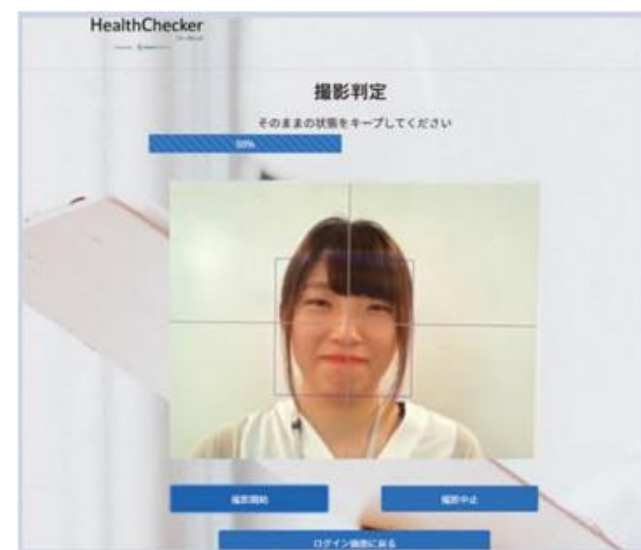 HealthChecker
撮影判定
そのままの状態をキープしてください
50%
撮影開始
撮影中止
ログイン画面に戻る